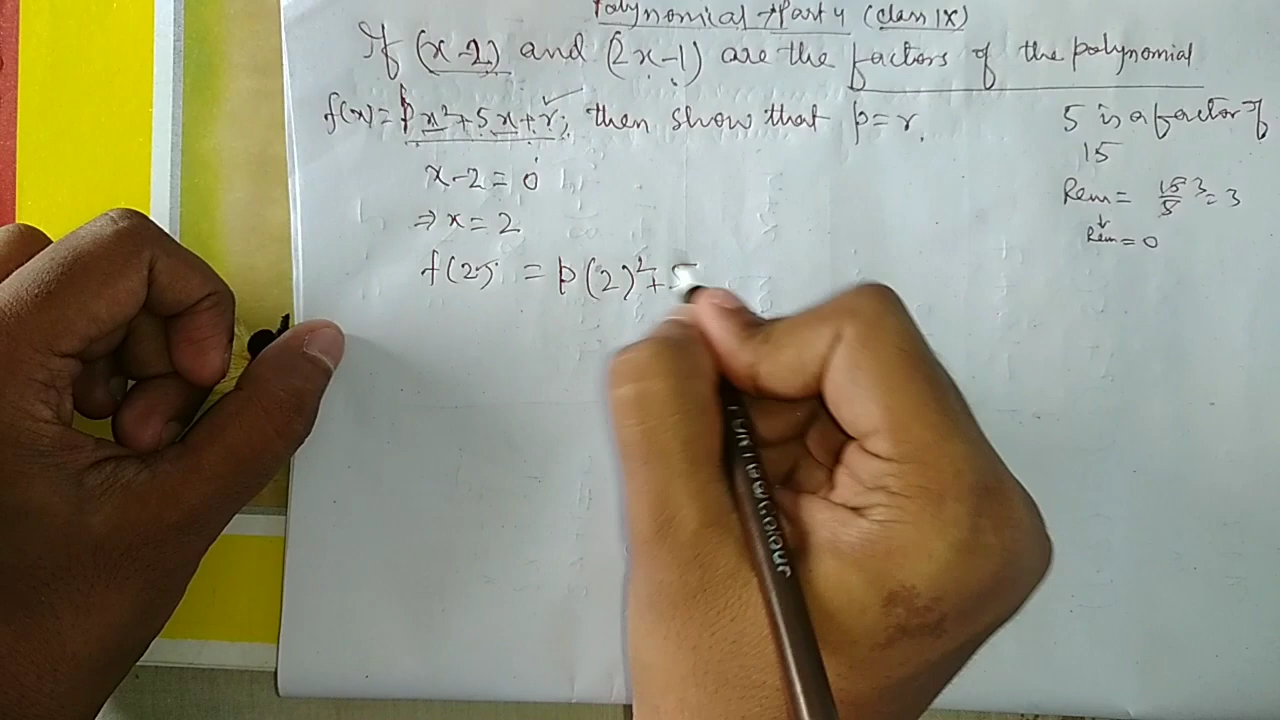 Polynomial → Part 4 (Class IX)
If (x-2) and (2x-1) are the factors of the polynomial
f(x) = px²+5x+r, then show that p=r.
x-2=0
⇒ x=2
f(2) = p(2)²+5
5 is a factor of
15
Rem = 15/5 3 = 3
↓
Rem = 0